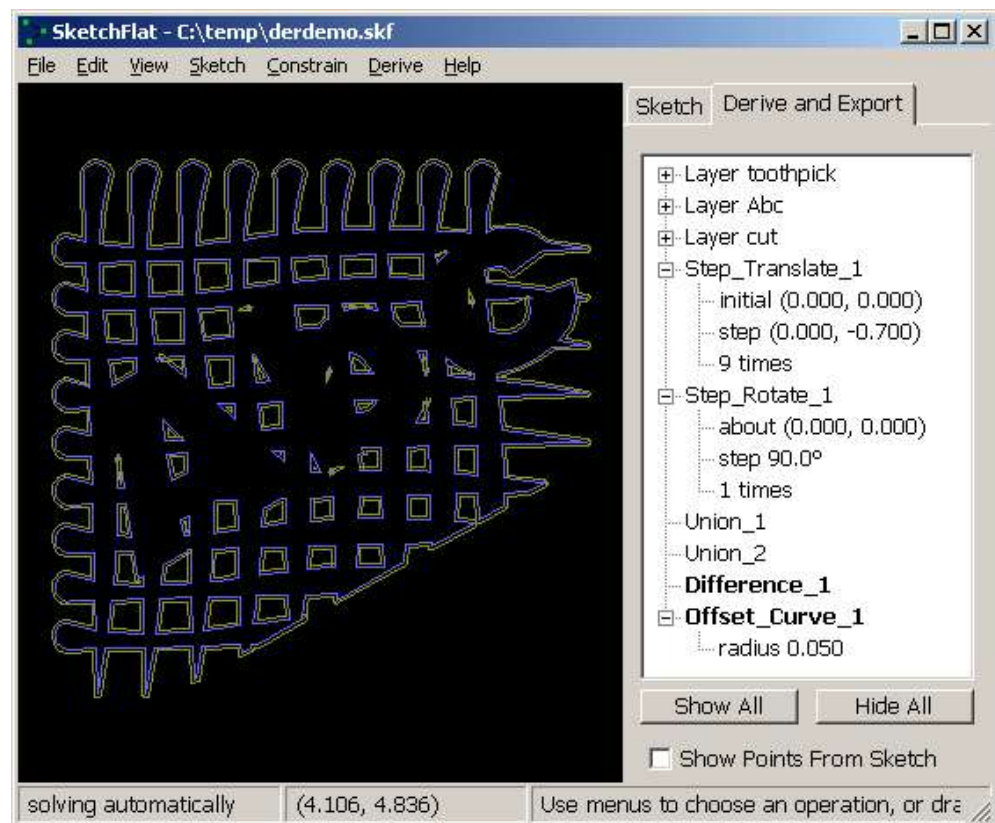 SketchFlat - C:\temp\derdemo.skf
File Edit View Sketch Constrain Derive Help
Sketch Derive and Export
Layer toothpick
Layer Abc
Layer cut
Step_Translate_1
initial (0.000, 0.000)
step (0.000, -0.700)
9 times
Step_Rotate_1
about (0.000, 0.000)
step 90.0º
1 times
Union_1
Union_2
Difference_1
Offset_Curve_1
radius 0.050
Show All Hide All
Show Points From Sketch
solving automatically (4.106, 4.836) Use menus to choose an operation, or dra